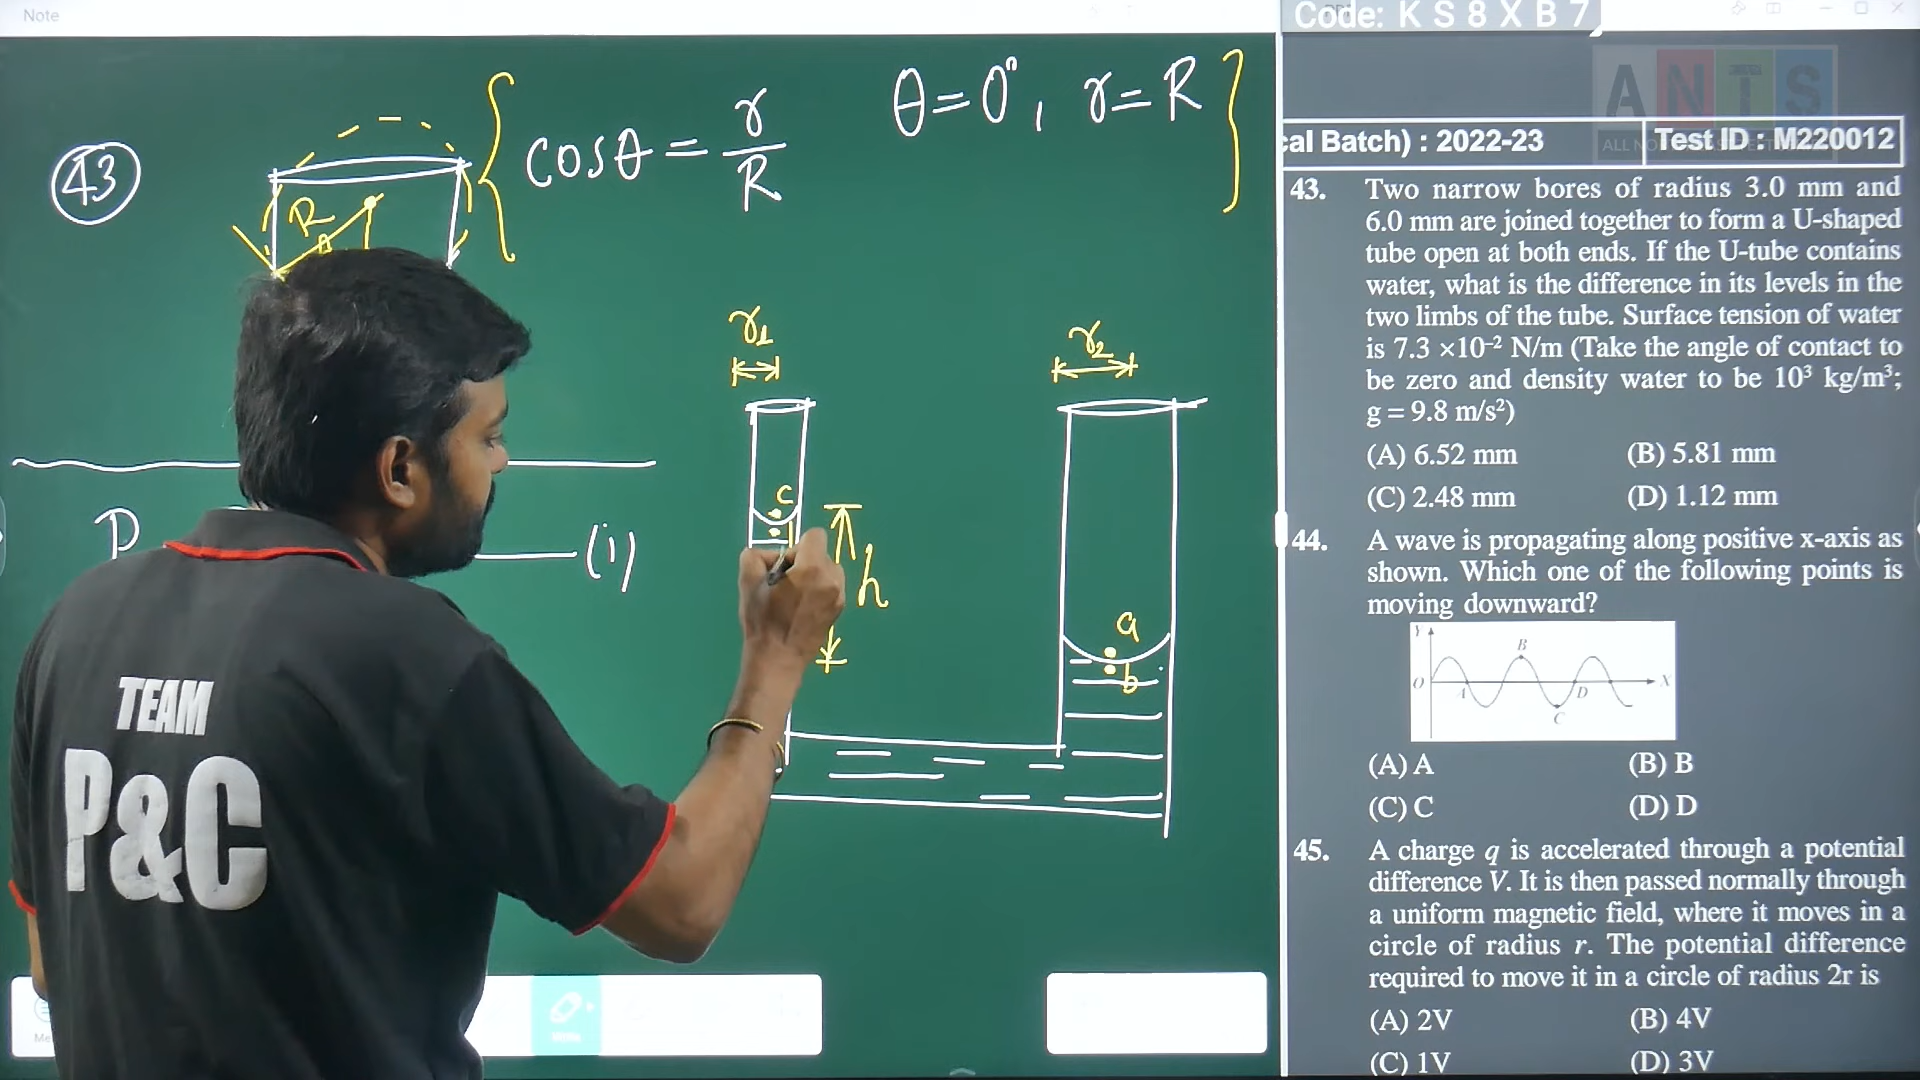 Note
Code: K S 8 X B 7
43
cosθ = r/R
θ = 0°, r = R
R
θ
r₁
r₂
c
h
a
b
(i)
TEAM
P&C
ANTS
cal Batch) : 2022-23
Test ID : M220012
43. Two narrow bores of radius 3.0 mm and
6.0 mm are joined together to form a U-shaped
tube open at both ends. If the U-tube contains
water, what is the difference in its levels in the
two limbs of the tube. Surface tension of water
is 7.3 ×10⁻² N/m (Take the angle of contact to
be zero and density water to be 10³ kg/m³;
g = 9.8 m/s²)
(A) 6.52 mm (B) 5.81 mm
(C) 2.48 mm (D) 1.12 mm
44. A wave is propagating along positive x-axis as
shown. Which one of the following points is
moving downward?
Y
B
O
A
D
X
C
(A) A (B) B
(C) C (D) D
45. A charge q is accelerated through a potential
difference V. It is then passed normally through
a uniform magnetic field, where it moves in a
circle of radius r. The potential difference
required to move it in a circle of radius 2r is
(A) 2V (B) 4V
(C) 1V (D) 3V